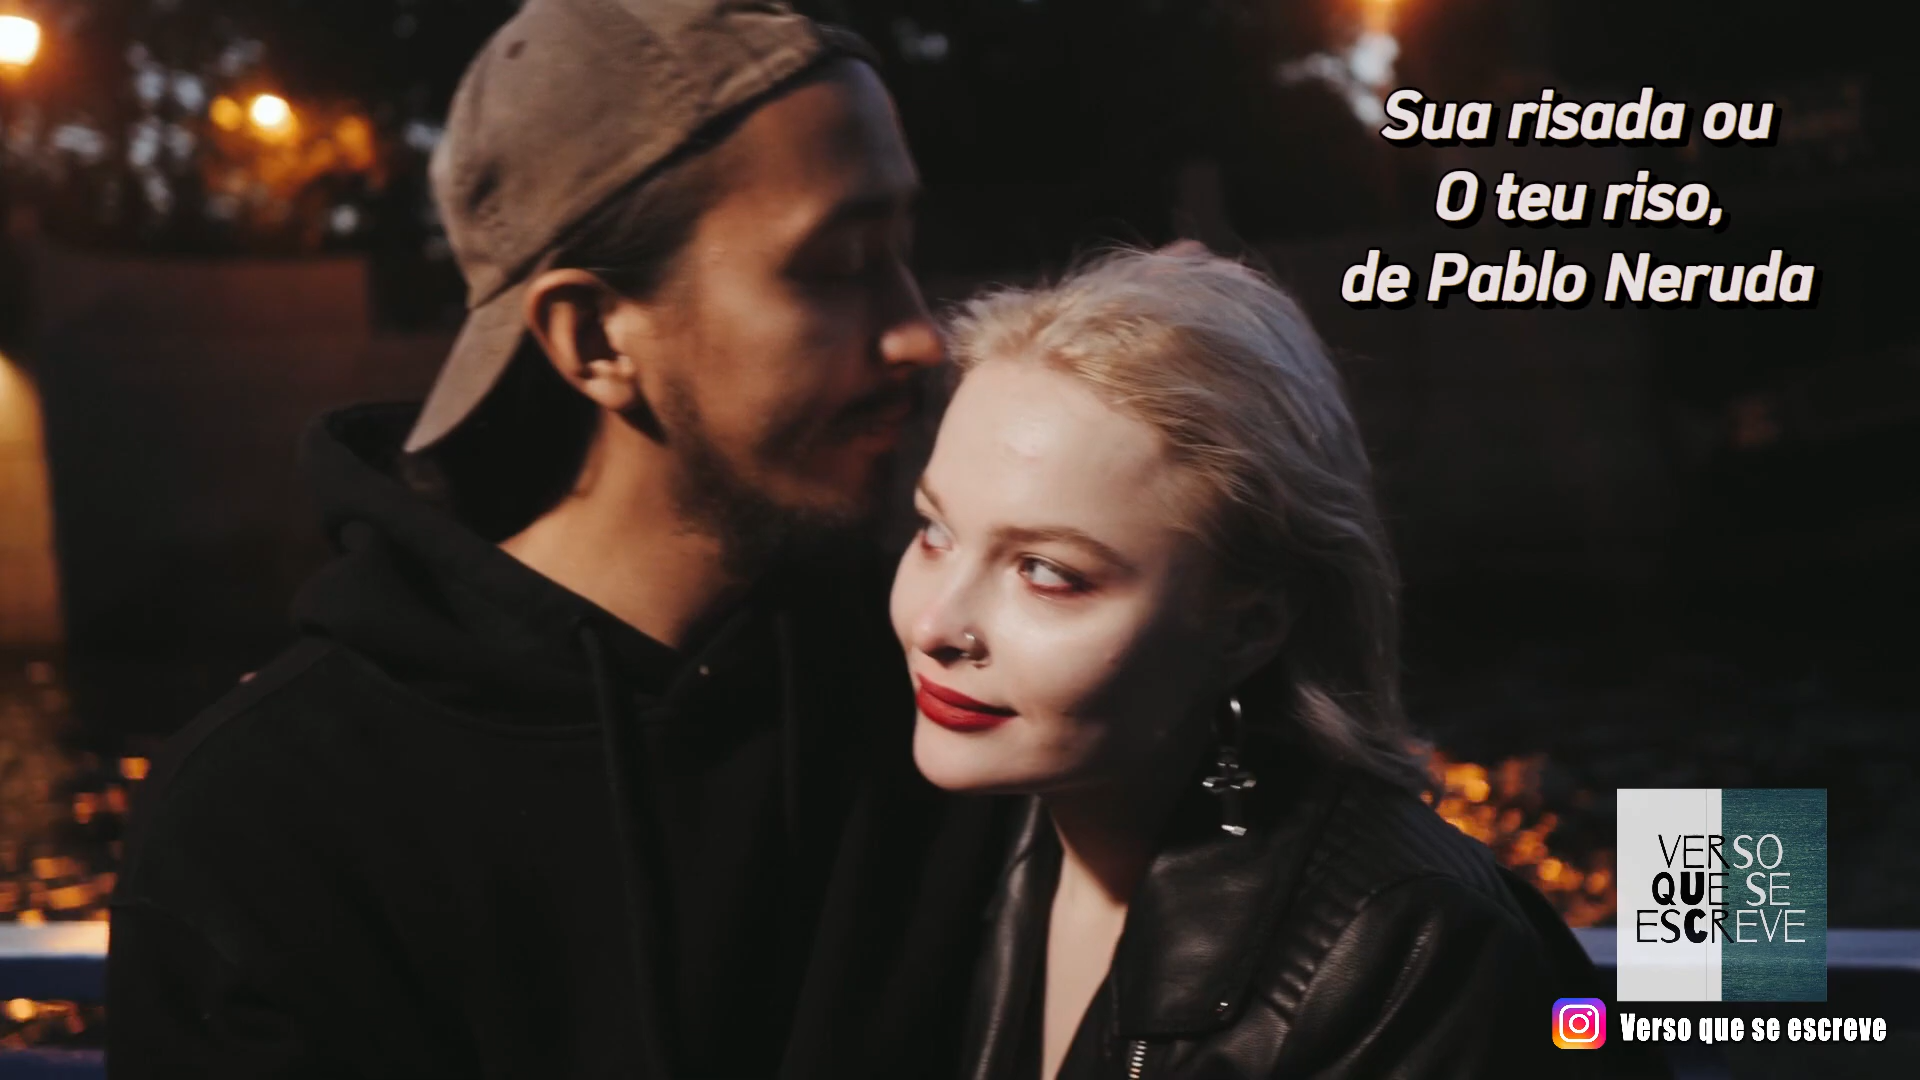 Sua risada ou
O teu riso,
de Pablo Neruda
VERSO
QUE SE
ESCREVE
Verso que se escreve